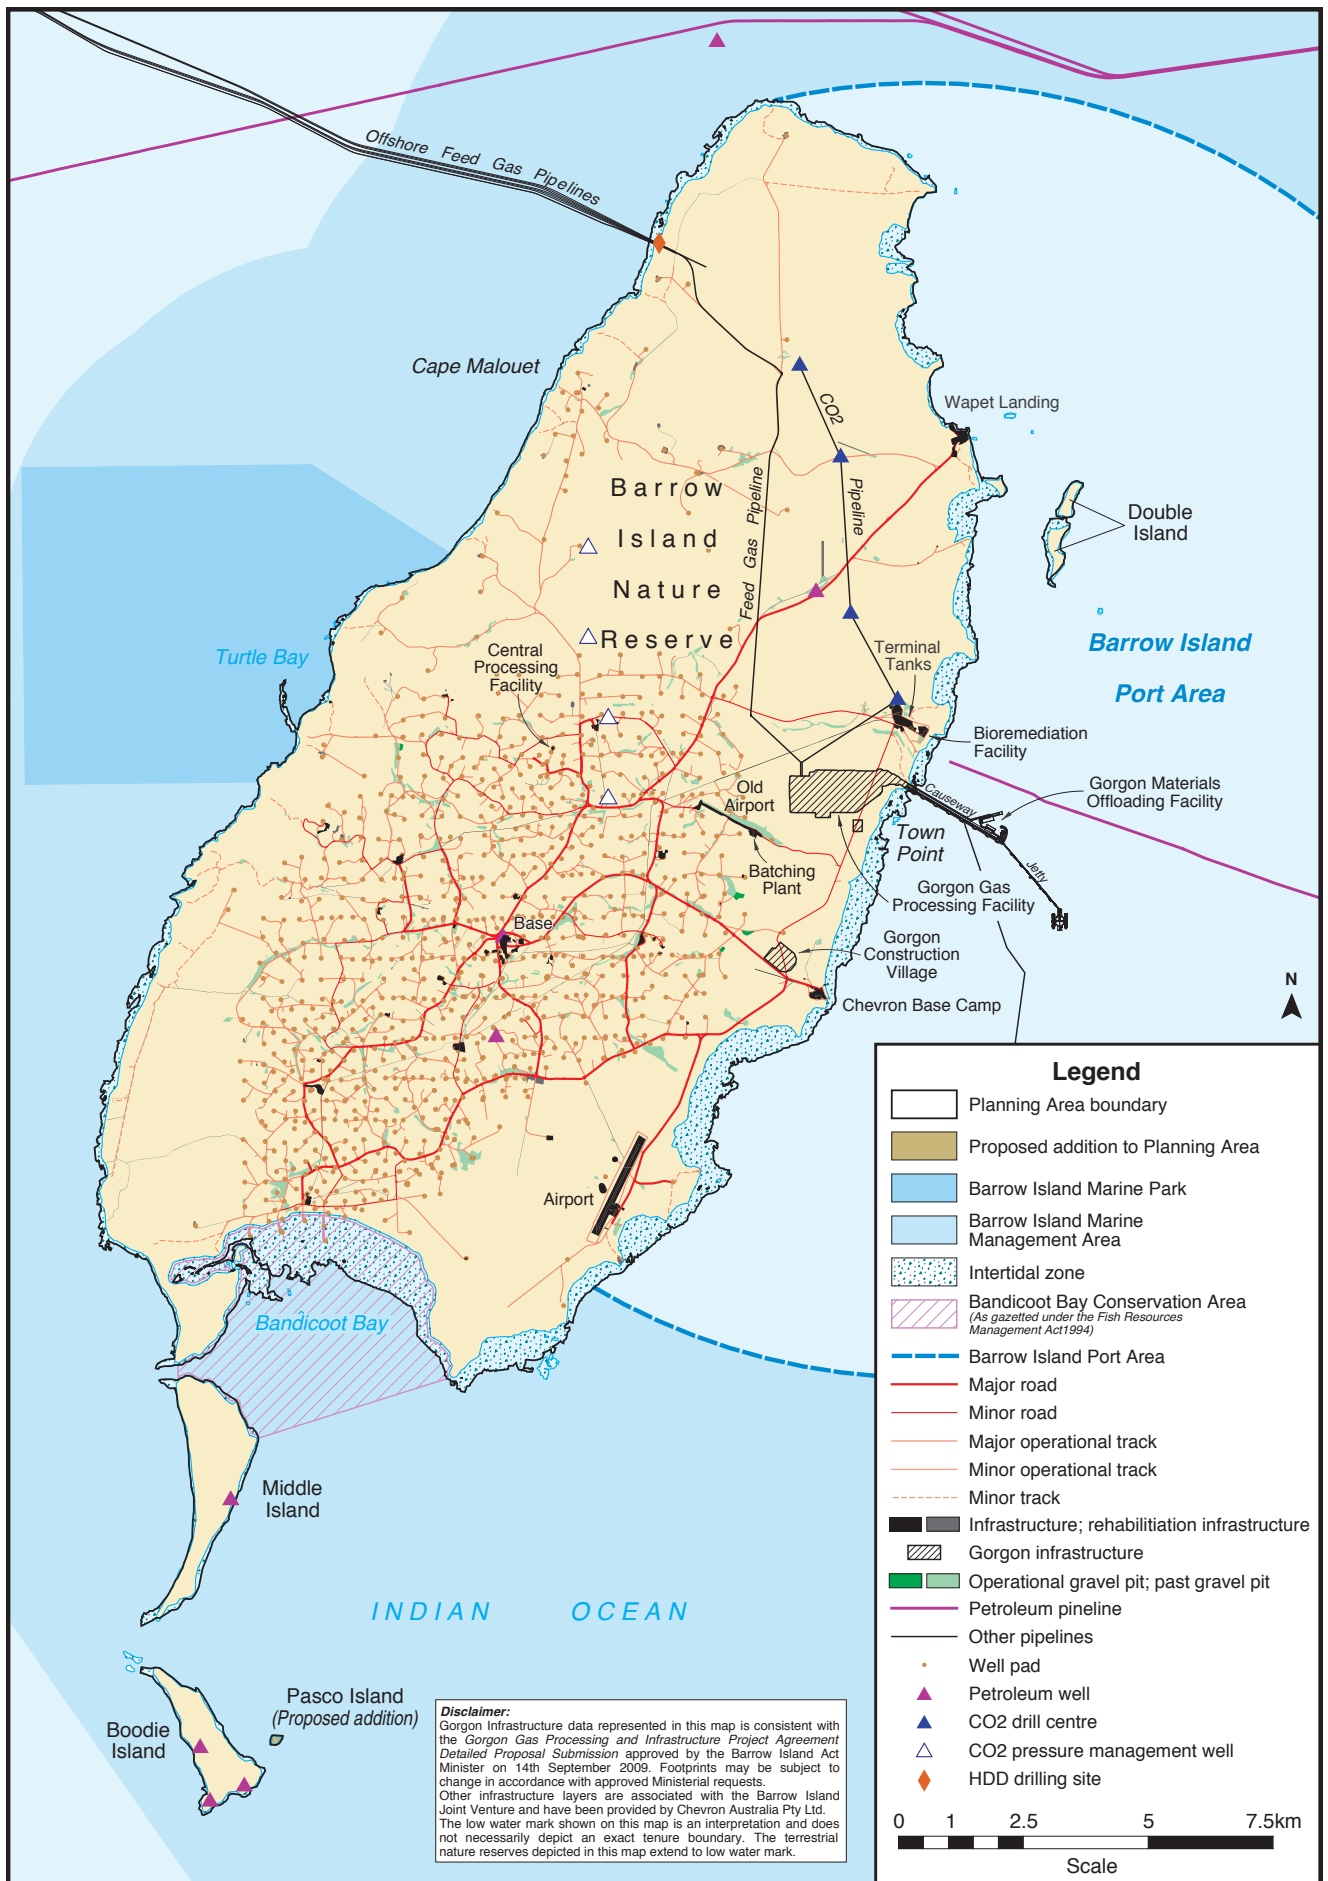 Offshore Feed Gas Pipelines
Cape Malouet
CO2
Pipeline
Wapet Landing
Feed Gas Pipeline
Barrow
Island
Nature
Reserve
Double
Island
Turtle Bay
Central
Processing
Facility
Terminal
Tanks
Barrow Island
Port Area
Bioremediation
Facility
Old
Airport
Causeway
Gorgon Materials
Offloading Facility
Town
Point
Jetty
Batching
Plant
Gorgon Gas
Processing Facility
Base
Gorgon
Construction
Village
Chevron Base Camp
N
Airport
Bandicoot Bay
Middle
Island
INDIAN OCEAN
Pasco Island
(Proposed addition)
Boodie
Island
Disclaimer:
Gorgon Infrastructure data represented in this map is consistent with
the Gorgon Gas Processing and Infrastructure Project Agreement
Detailed Proposal Submission approved by the Barrow Island Act
Minister on 14th September 2009. Footprints may be subject to
change in accordance with approved Ministerial requests.
Other infrastructure layers are associated with the Barrow Island
Joint Venture and have been provided by Chevron Australia Pty Ltd.
The low water mark shown on this map is an interpretation and does
not necessarily depict an exact tenure boundary. The terrestrial
nature reserves depicted in this map extend to low water mark.
Legend
Planning Area boundary
Proposed addition to Planning Area
Barrow Island Marine Park
Barrow Island Marine
Management Area
Intertidal zone
Bandicoot Bay Conservation Area
(As gazetted under the Fish Resources
Management Act1994)
Barrow Island Port Area
Major road
Minor road
Major operational track
Minor operational track
Minor track
Infrastructure; rehabilitiation infrastructure
Gorgon infrastructure
Operational gravel pit; past gravel pit
Petroleum pineline
Other pipelines
Well pad
Petroleum well
CO2 drill centre
CO2 pressure management well
HDD drilling site
0 1 2.5 5 7.5km
Scale